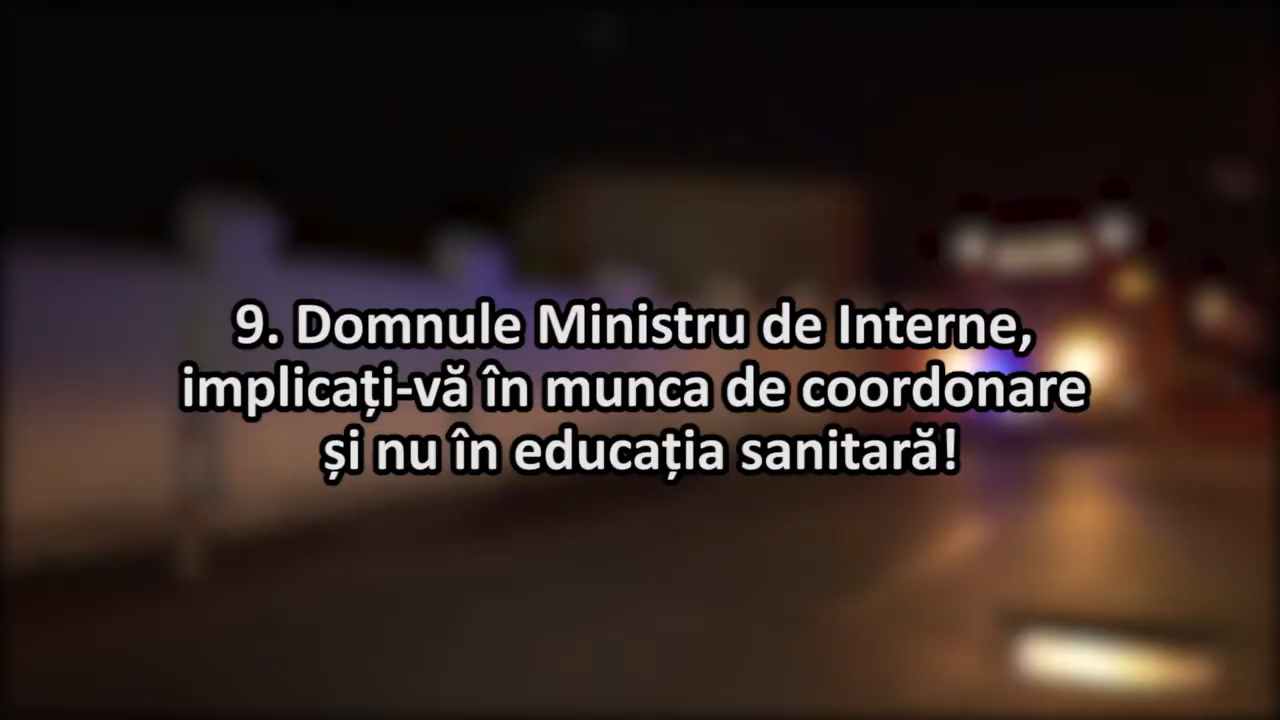 9. Domnule Ministru de Interne,
implicați-vă în munca de coordonare
și nu în educația sanitară!